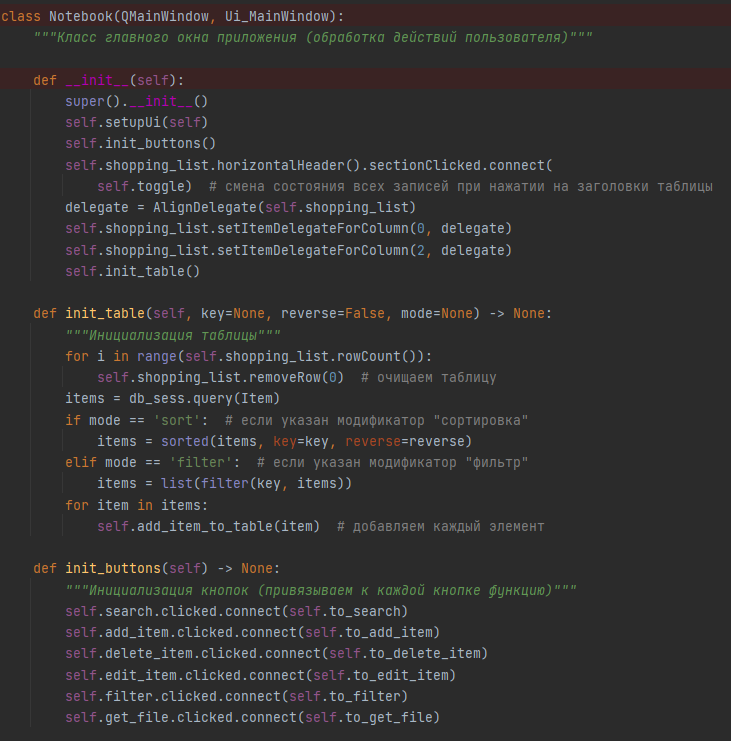 class Notebook(QMainWindow, Ui_MainWindow):
    """Класс главного окна приложения (обработка действий пользователя)"""

    def __init__(self):
        super().__init__()
        self.setupUi(self)
        self.init_buttons()
        self.shopping_list.horizontalHeader().sectionClicked.connect(
            self.toggle)  # смена состояния всех записей при нажатии на заголовки таблицы
        delegate = AlignDelegate(self.shopping_list)
        self.shopping_list.setItemDelegateForColumn(0, delegate)
        self.shopping_list.setItemDelegateForColumn(2, delegate)
        self.init_table()

    def init_table(self, key=None, reverse=False, mode=None) -> None:
        """Инициализация таблицы"""
        for i in range(self.shopping_list.rowCount()):
            self.shopping_list.removeRow(0)  # очищаем таблицу
        items = db_sess.query(Item)
        if mode == 'sort':  # если указан модификатор "сортировка"
            items = sorted(items, key=key, reverse=reverse)
        elif mode == 'filter':  # если указан модификатор "фильтр"
            items = list(filter(key, items))
        for item in items:
            self.add_item_to_table(item)  # добавляем каждый элемент

    def init_buttons(self) -> None:
        """Инициализация кнопок (привязываем к каждой кнопке функцию)"""
        self.search.clicked.connect(self.to_search)
        self.add_item.clicked.connect(self.to_add_item)
        self.delete_item.clicked.connect(self.to_delete_item)
        self.edit_item.clicked.connect(self.to_edit_item)
        self.filter.clicked.connect(self.to_filter)
        self.get_file.clicked.connect(self.to_get_file)